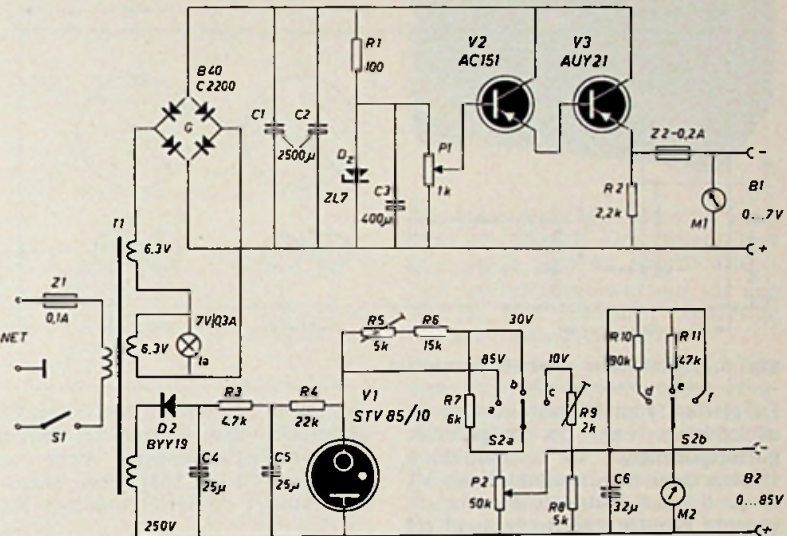 B40
C2200
G
C1
C2
2500µ
R1
100
Dz
ZL7
C3
400µ
P1
1k
V2
AC151
V3
AUY21
Z2-0,2A
R2
2,2k
M1
-
B1
0...7V
+
T1
6.3V
6.3V
7V|0,3A
la
Z1
0,1A
NET
S1
D2
BYY19
250V
R3
4,7k
R4
22k
C4
25µ
C5
25µ
V1
STV 85/10
R5
5k
R6
15k
30V
85V
10V
R7
6k
a
b
c
S2a
R9
2k
P2
50k
R8
5k
C6
32µ
R10
90k
R11
47k
d
e
f
S2b
M2
-
B2
0...85V
+